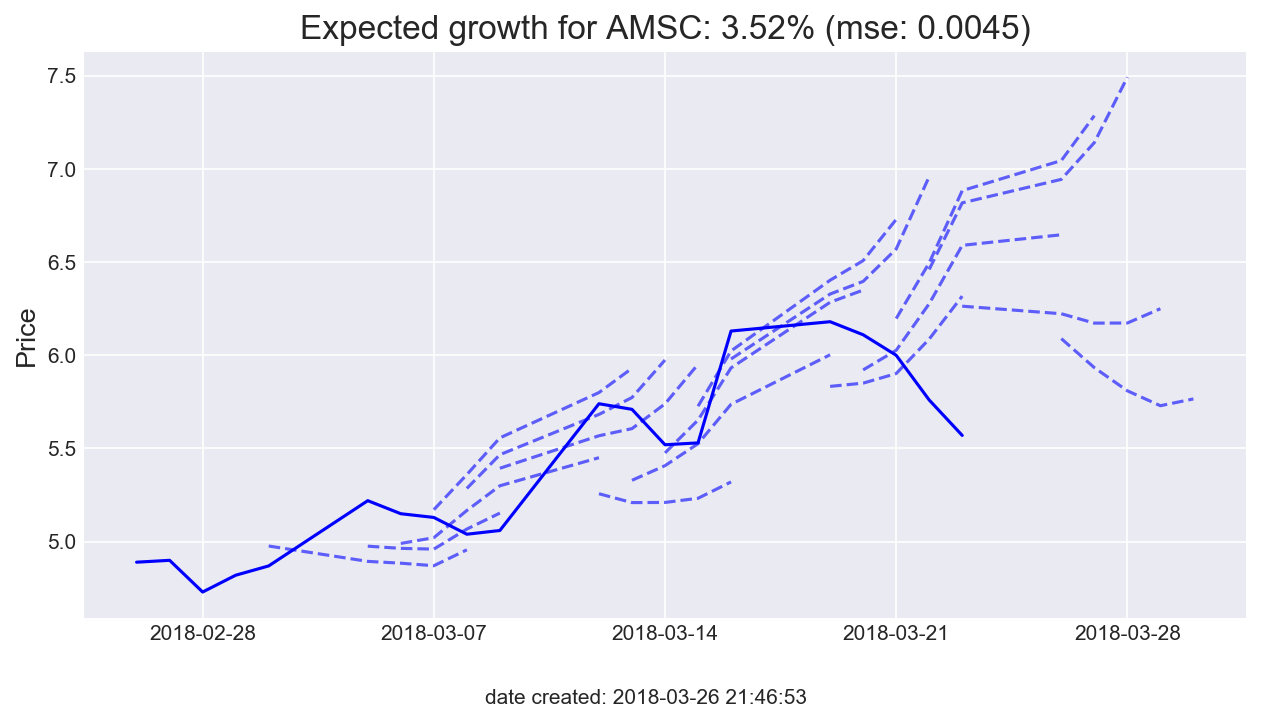 Expected growth for AMSC: 3.52% (mse: 0.0045)
Price
7.5
7.0
6.5
6.0
5.5
5.0
2018-02-28 2018-03-07 2018-03-14 2018-03-21 2018-03-28
date created: 2018-03-26 21:46:53